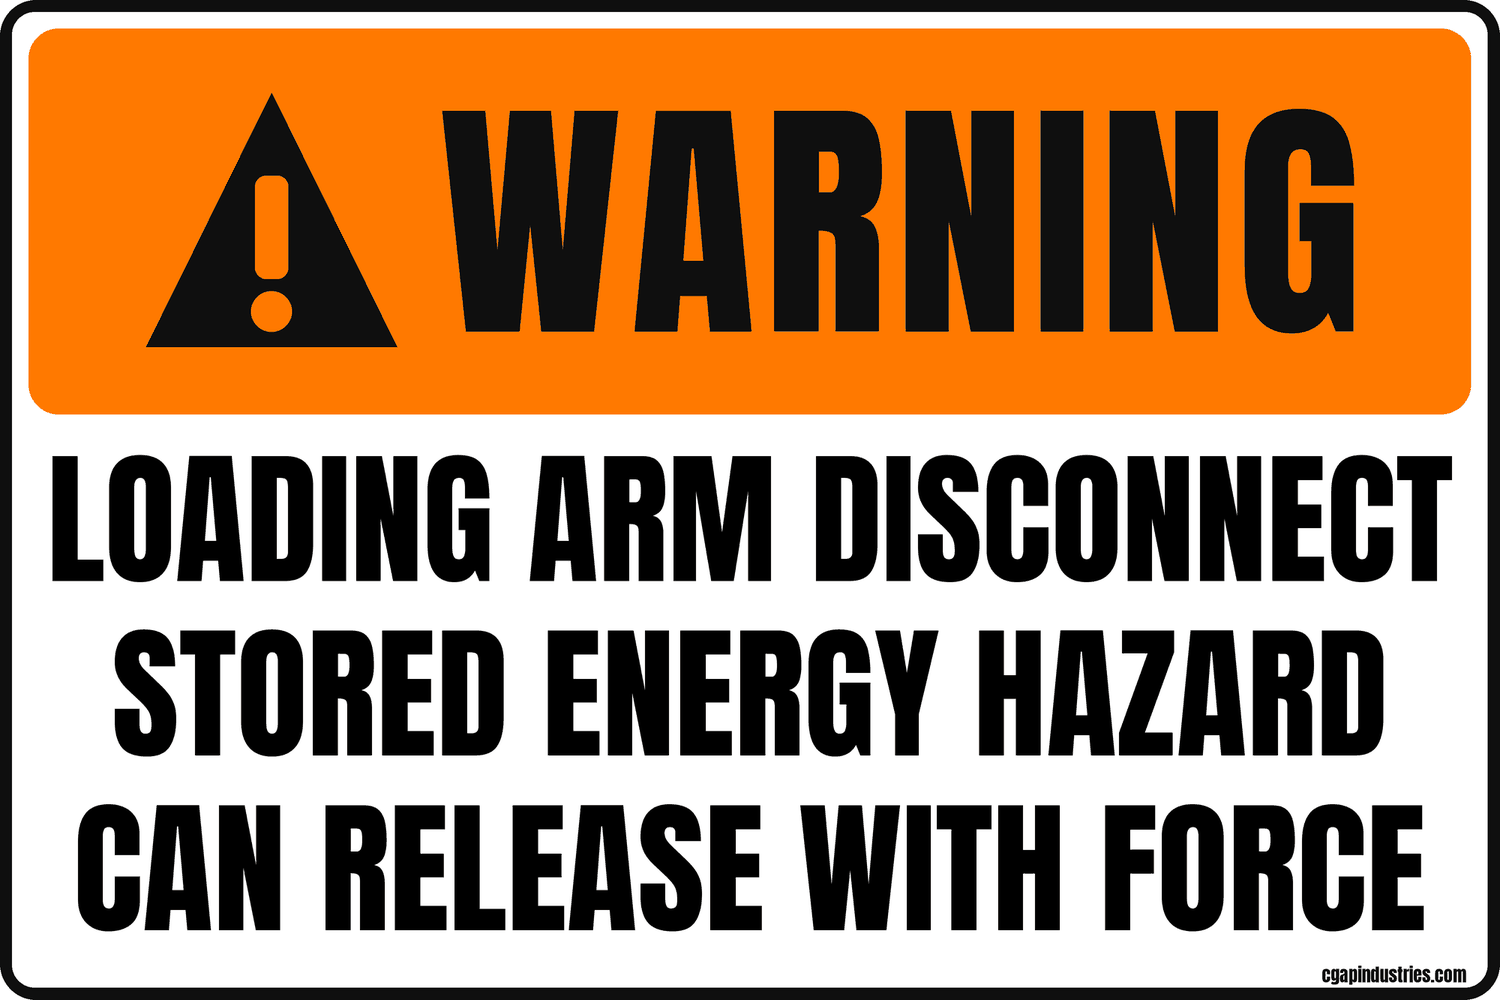 WARNING
LOADING ARM DISCONNECT
STORED ENERGY HAZARD
CAN RELEASE WITH FORCE
cgapindustries.com